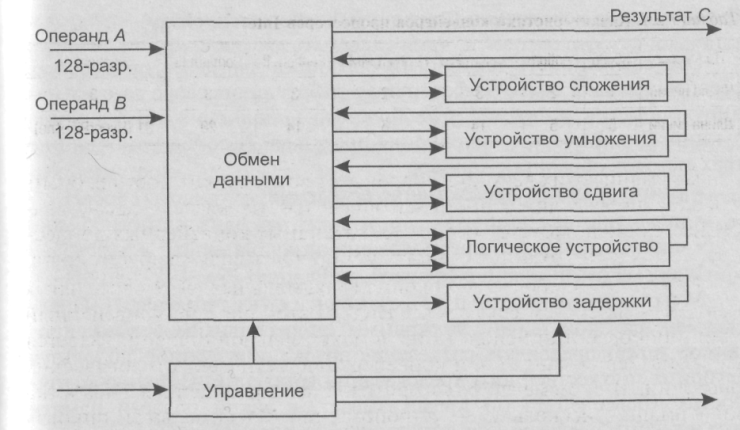 Результат C
Операнд A
128-разр.
Операнд B
128-разр.
Обмен
данными
Устройство сложения
Устройство умножения
Устройство сдвига
Логическое устройство
Устройство задержки
Управление